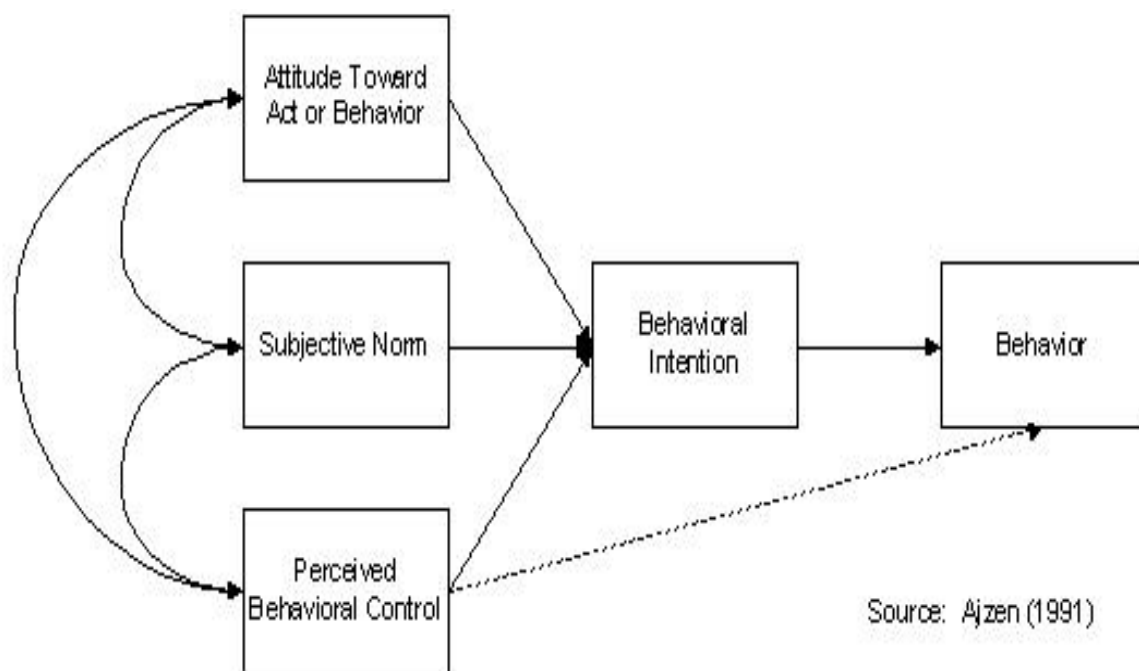 Attitude Toward
Act or Behavior
Subjective Norm
Behavioral
Intention
Behavior
Perceived
Behavioral Control
Source: Ajzen (1991)